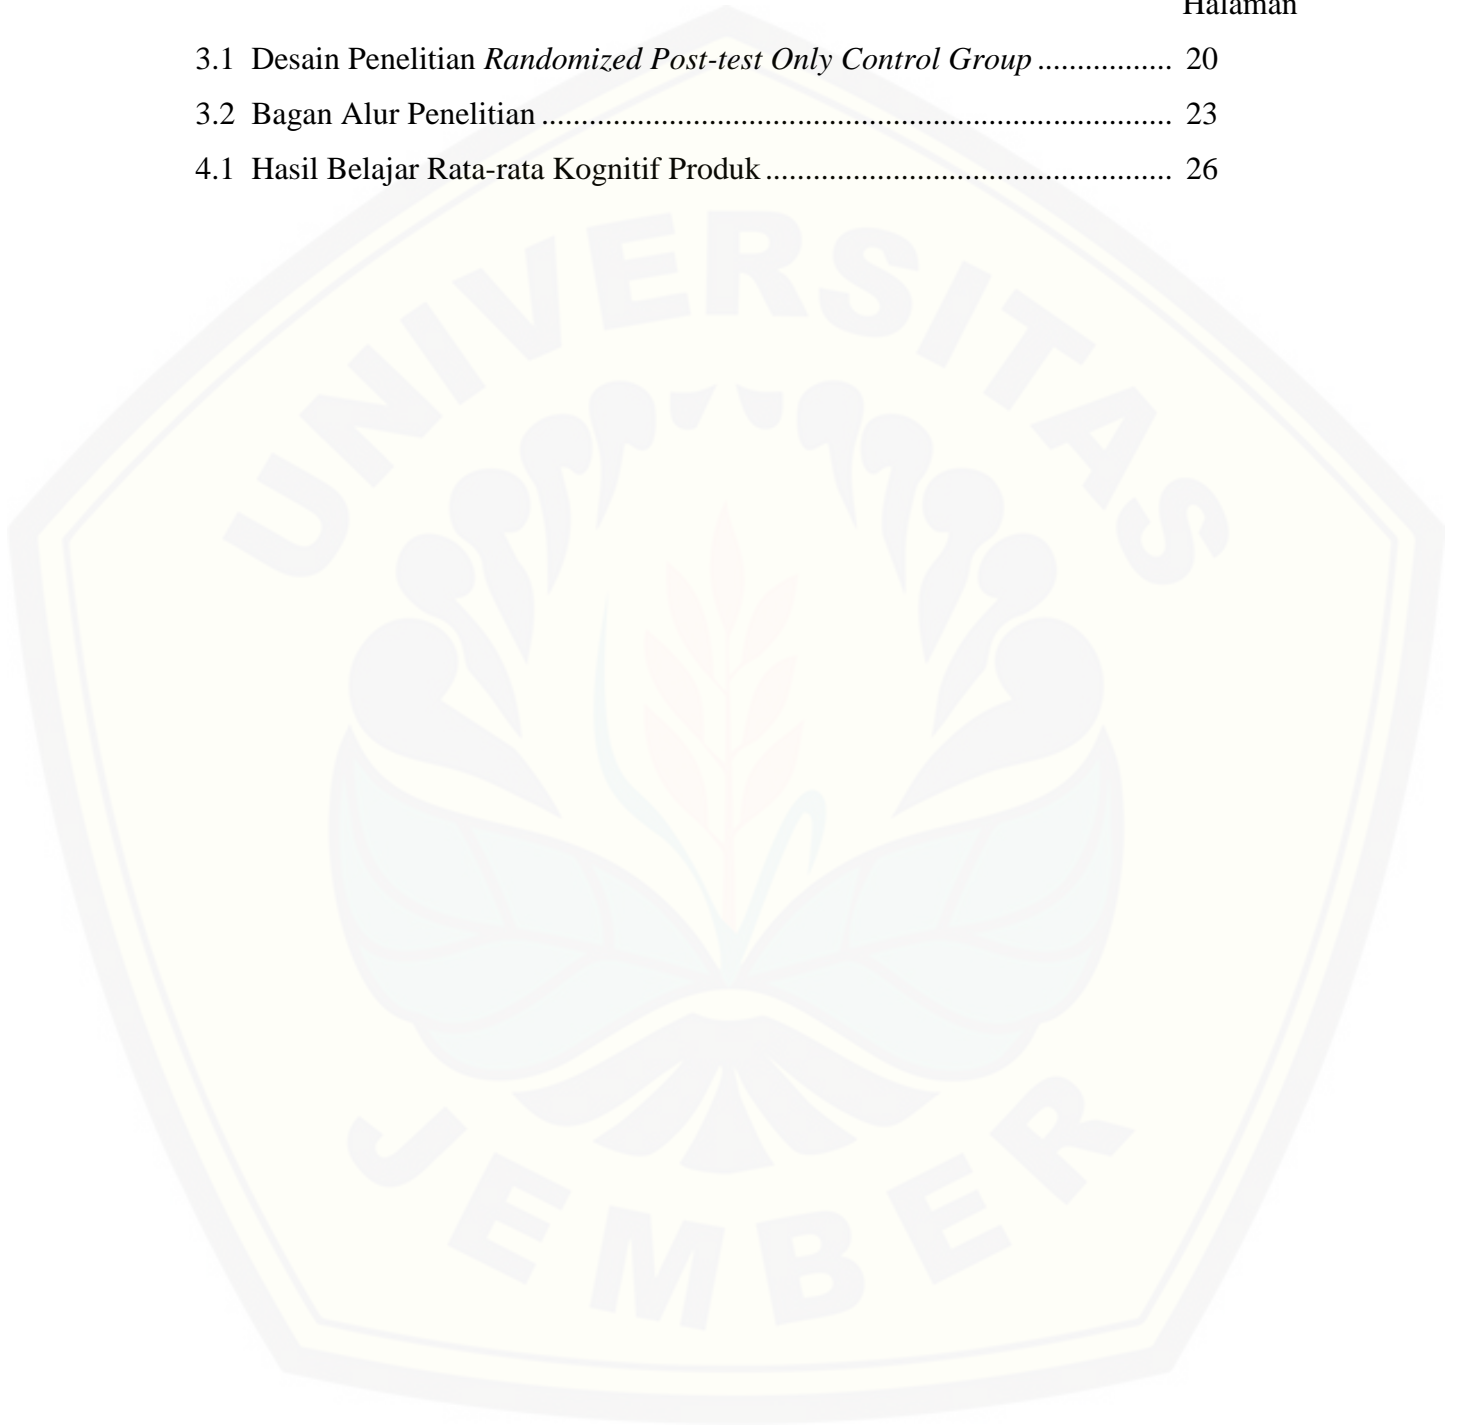 Halaman
3.1 Desain Penelitian Randomized Post-test Only Control Group ................. 20
3.2 Bagan Alur Penelitian ............................................................................... 23
4.1 Hasil Belajar Rata-rata Kognitif Produk ................................................... 26
UNIVERSITAS
JEMBER